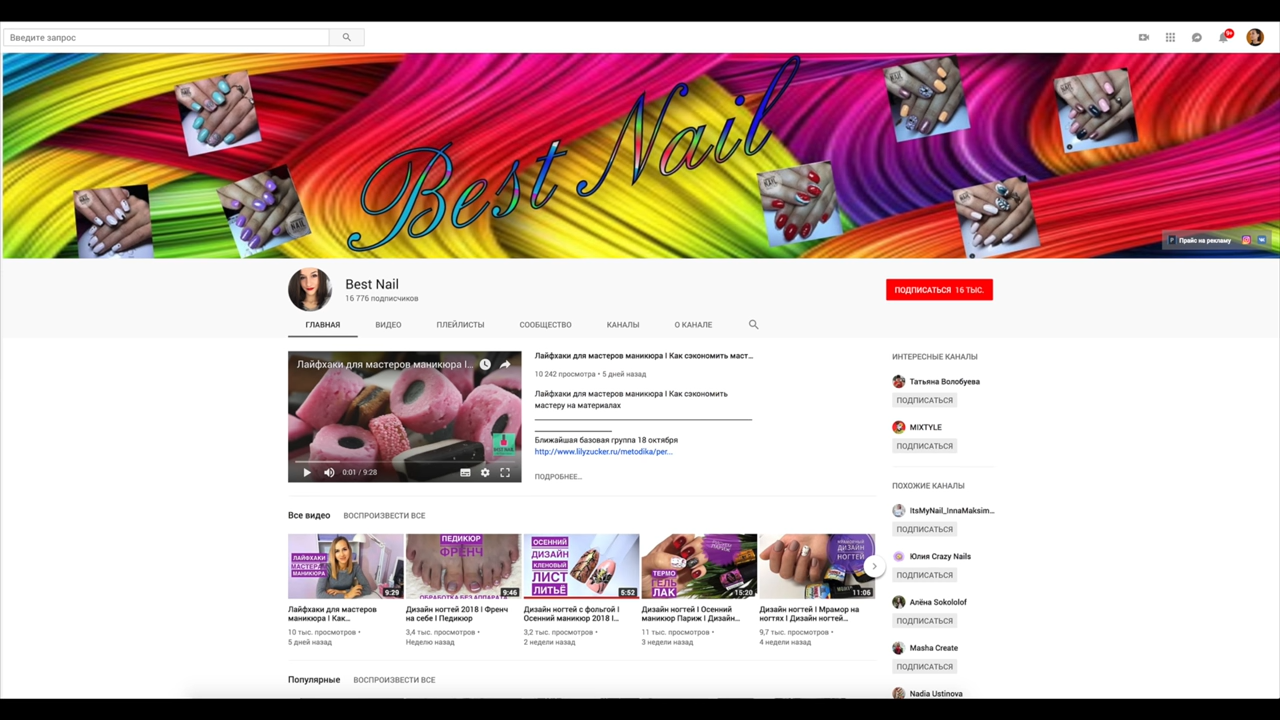 Введите запрос
9+
Best Nail
Прайс на рекламу
Best Nail
16 776 подписчиков
ПОДПИСАТЬСЯ 16 ТЫС.
ГЛАВНАЯ ВИДЕО ПЛЕЙЛИСТЫ СООБЩЕСТВО КАНАЛЫ О КАНАЛЕ
Лайфхаки для мастеров маникюра I...
BEST NAIL
0:01 / 9:28
Лайфхаки для мастеров маникюра I Как сэкономить маст...
10 242 просмотра • 5 дней назад
Лайфхаки для мастеров маникюра I Как сэкономить
мастеру на материалах
Ближайшая базовая группа 18 октября
http://www.lilyzucker.ru/metodika/per...
ПОДРОБНЕЕ...
ИНТЕРЕСНЫЕ КАНАЛЫ
Татьяна Волобуева
ПОДПИСАТЬСЯ
MIXTYLE
ПОДПИСАТЬСЯ
ПОХОЖИЕ КАНАЛЫ
ItsMyNail_InnaMaksim...
ПОДПИСАТЬСЯ
Юлия Crazy Nails
ПОДПИСАТЬСЯ
Алёна Sokololof
ПОДПИСАТЬСЯ
Masha Create
ПОДПИСАТЬСЯ
Nadia Ustinova
Все видео ВОСПРОИЗВЕСТИ ВСЕ
ЛАЙФХАКИ
МАСТЕРОВ
МАНИКЮРА
9:29
Лайфхаки для мастеров
маникюра I Как...
10 тыс. просмотров •
5 дней назад
ПЕДИКЮР
ФРЕНЧ
ОБРАБОТКА БЕЗ АППАРАТА
9:46
Дизайн ногтей 2018 I Френч
на себе I Педикюр
3,4 тыс. просмотров •
Неделю назад
ОСЕННИЙ
ДИЗАЙН
КЛЕНОВЫЙ
ЛИСТ
ЛИТЬЁ
5:52
Дизайн ногтей с фольгой I
Осенний маникюр 2018 I...
3,2 тыс. просмотров •
2 недели назад
ПАРИЖ
ТЕРМО
ГЕЛЬ
ЛАК
15:20
Дизайн ногтей I Осенний
маникюр Париж I Дизайн...
11 тыс. просмотров •
3 недели назад
ДИЗАЙН
НОГТЕЙ
11:06
Дизайн ногтей I Мрамор на
ногтях I Дизайн ногтей...
9,7 тыс. просмотров •
4 недели назад
Популярные ВОСПРОИЗВЕСТИ ВСЕ